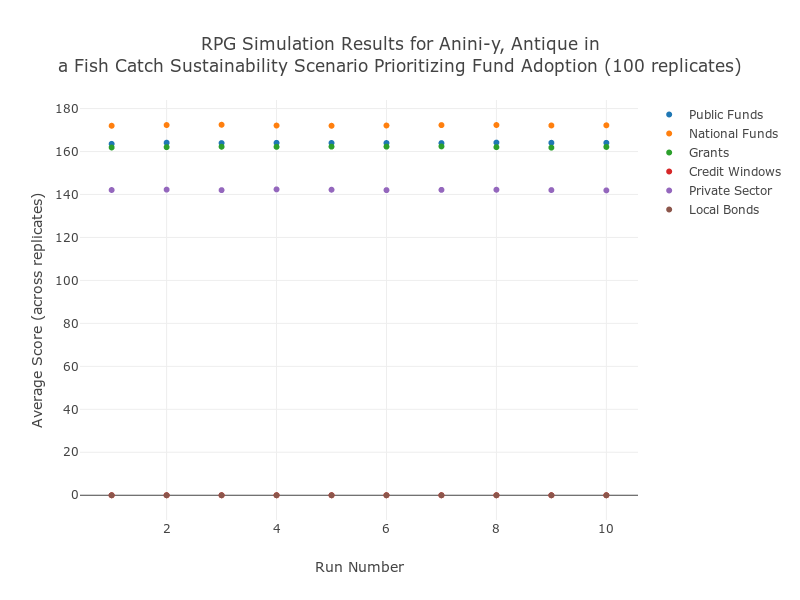 RPG Simulation Results for Anini-y, Antique in
a Fish Catch Sustainability Scenario Prioritizing Fund Adoption (100 replicates)
180
160
140
120
100
80
60
40
20
0
Average Score (across replicates)
2
4
6
8
10
Run Number
Public Funds
National Funds
Grants
Credit Windows
Private Sector
Local Bonds